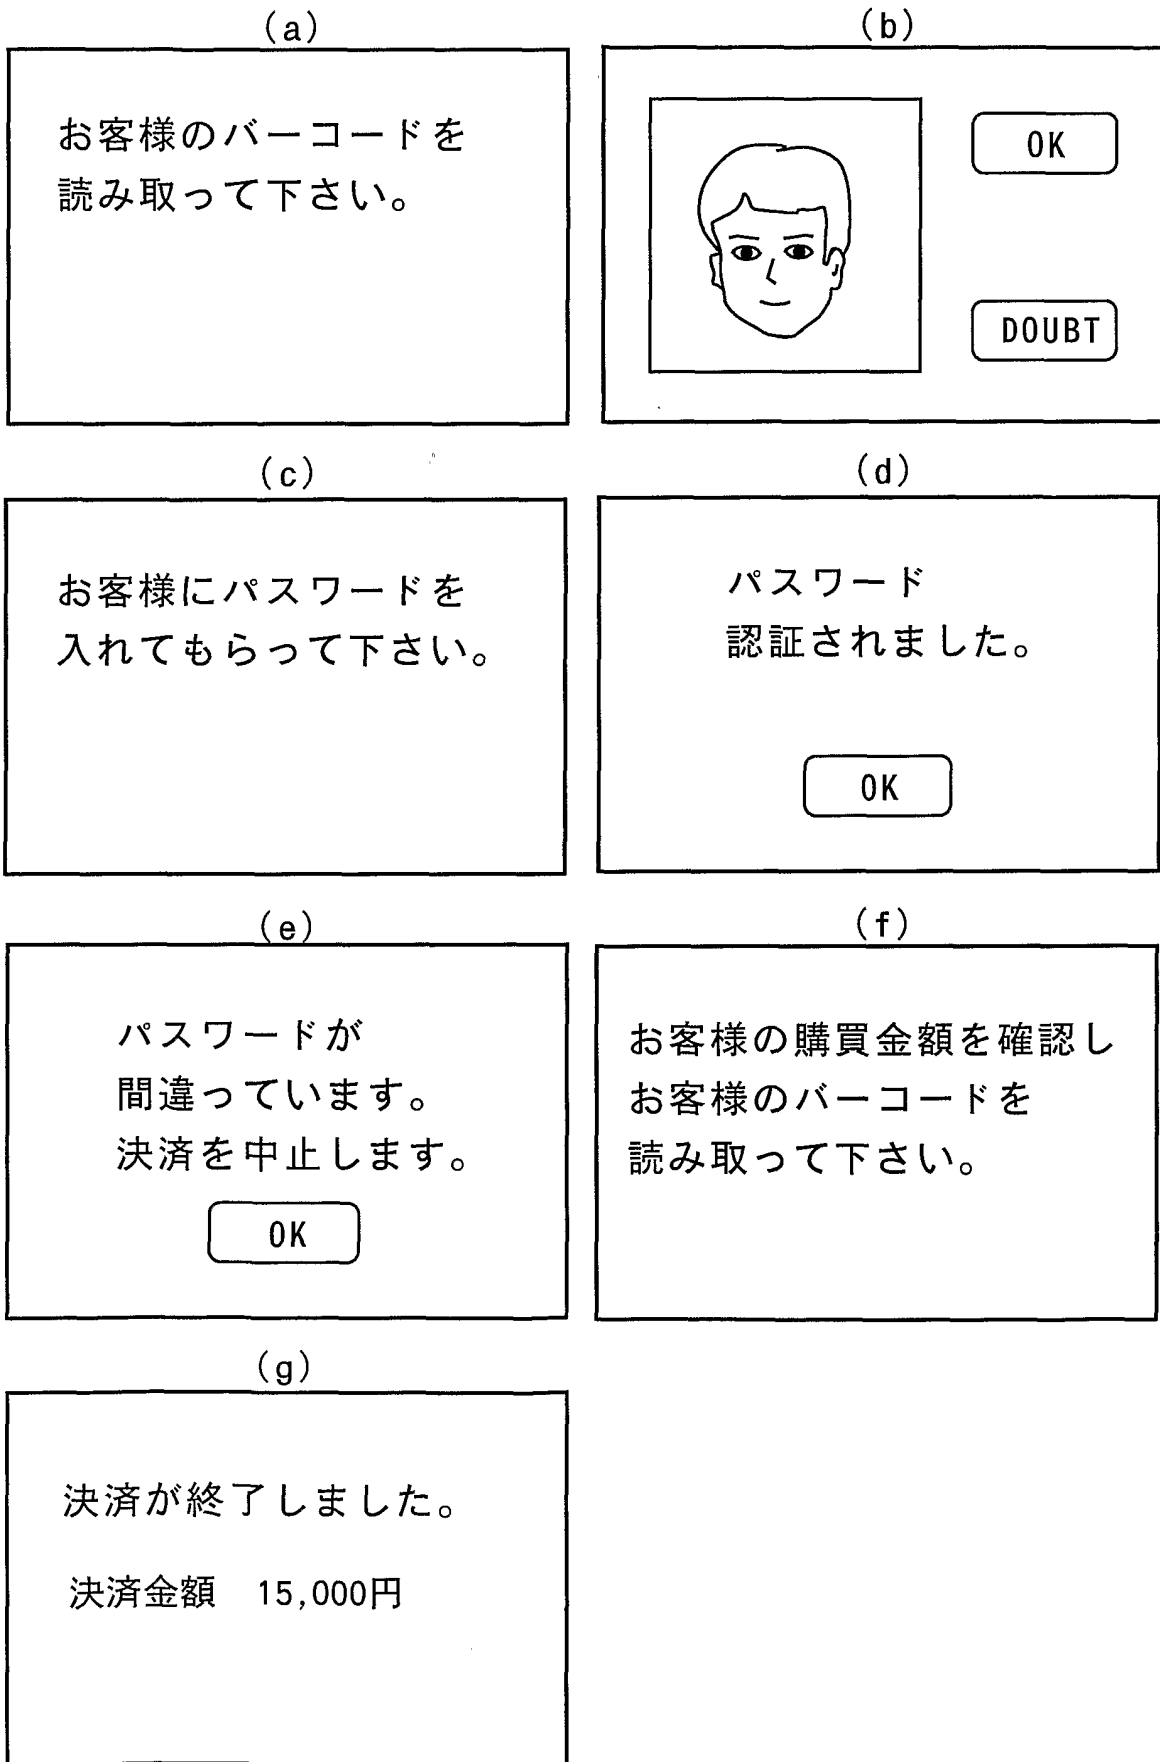 (a)
お客様のバーコードを
読み取って下さい。
(b)
OK
DOUBT
(c)
お客様にパスワードを
入れてもらって下さい。
(d)
パスワード
認証されました。
OK
(e)
パスワードが
間違っています。
決済を中止します。
OK
(f)
お客様の購買金額を確認し
お客様のバーコードを
読み取って下さい。
(g)
決済が終了しました。
決済金額 15,000円